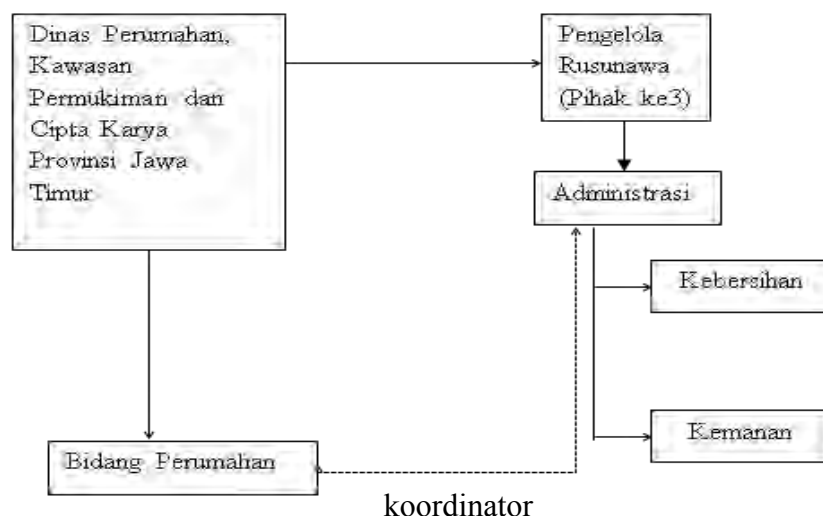 Dinas Perumahan,
Kawasan
Permukiman dan
Cipta Karya
Provinsi Jawa
Timur
Pengelola
Rusunawa
(Pihak ke3)
Administrasi
Kebersihan
Kemanan
Bidang Perumahan
koordinator